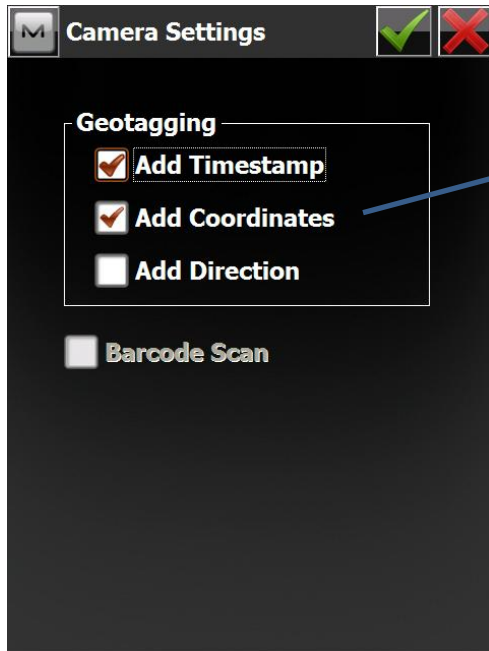 M Camera Settings
Geotagging
Add Timestamp
Add Coordinates
Add Direction
Barcode Scan